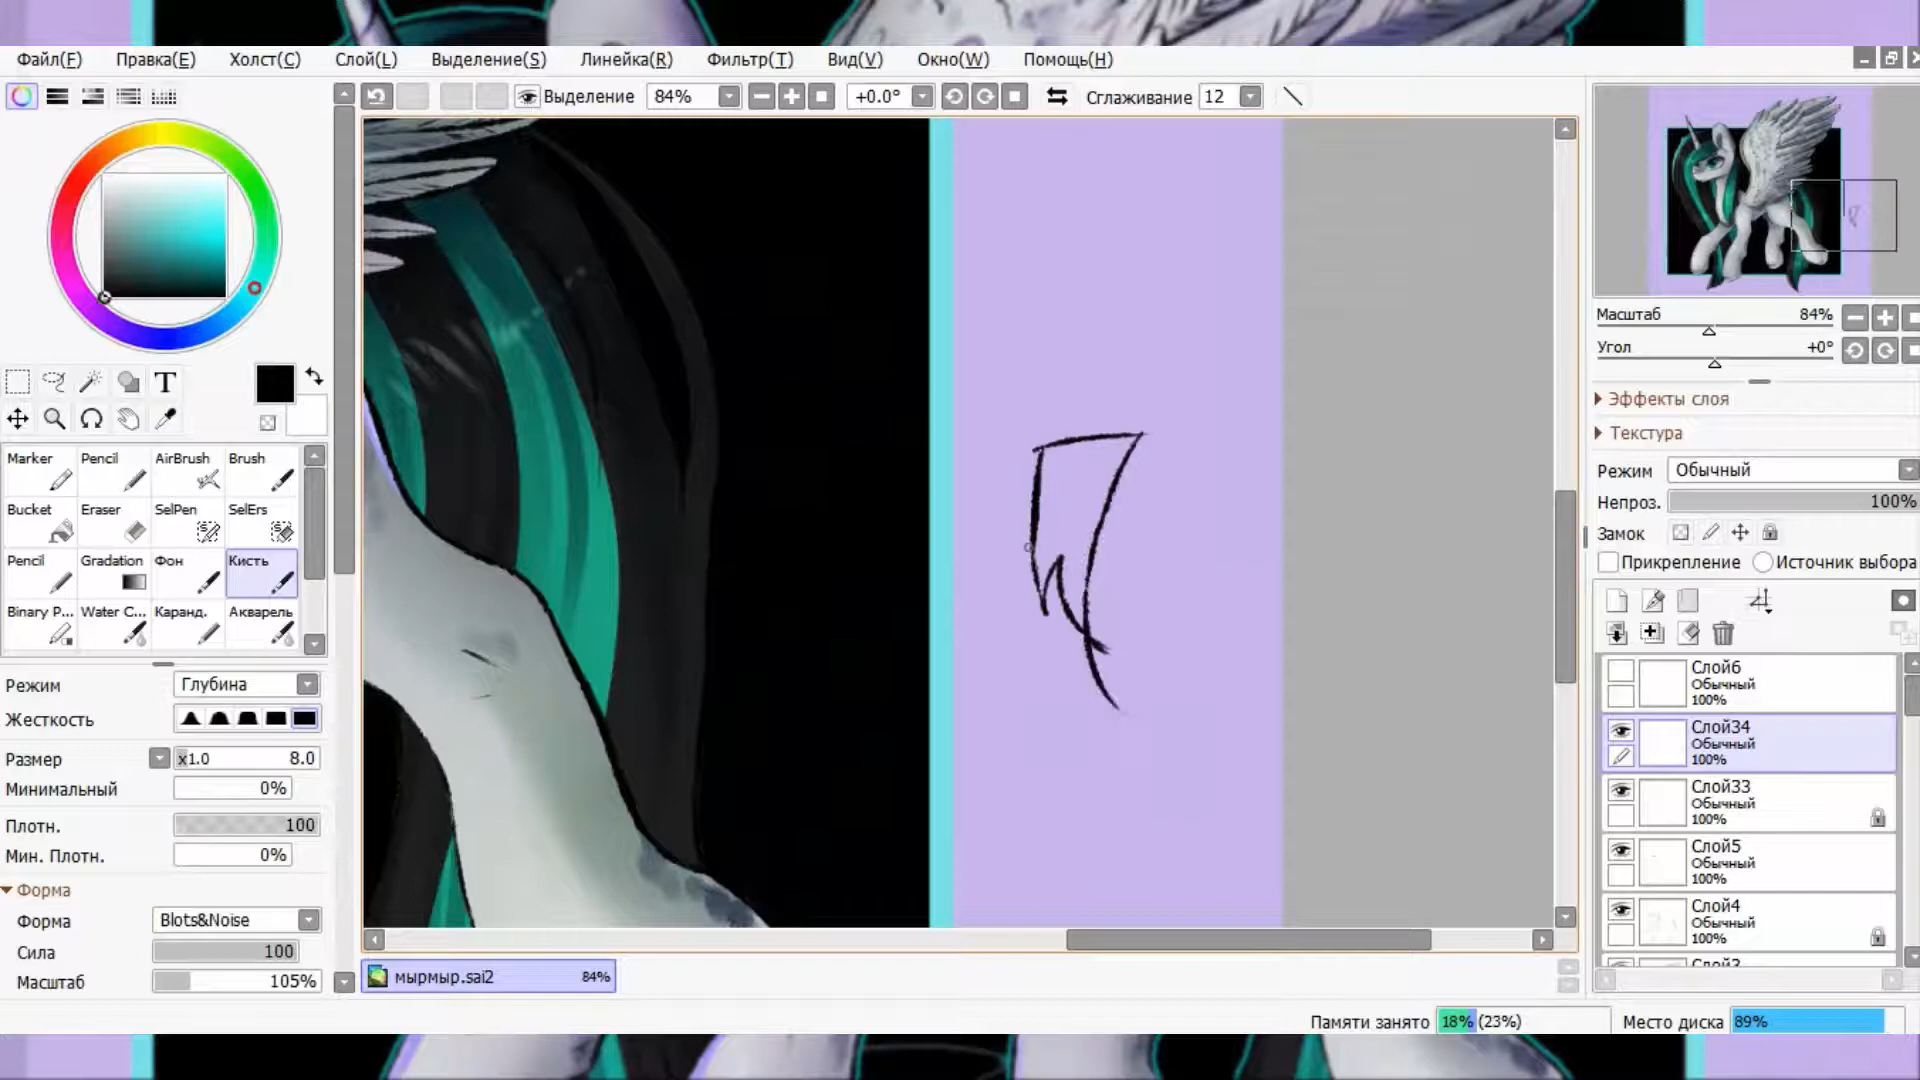 Файл(F) Правка(E) Холст(C) Слой(L) Выделение(S) Линейка(R) Фильтр(T) Вид(V) Окно(W) Помощь(H)
Выделение 84% +0.0° Сглаживание 12
T
Marker Pencil AirBrush Brush
Bucket Eraser SelPen SelErs
Pencil Gradation Фон Кисть
Binary P... Water C... Каранд. Акварель
Режим Глубина
Жесткость
Размер x1.0 8.0
Минимальный 0%
Плотн. 100
Мин. Плотн. 0%
Форма
Форма Blots&Noise
Сила 100
Масштаб 105%
мырмыр.sai2 84%
Масштаб 84%
Угол +0°
Эффекты слоя
Текстура
Режим Обычный
Непроз. 100%
Замок
Прикрепление Источник выбора
Слой6
Обычный
100%
Слой34
Обычный
100%
Слой33
Обычный
100%
Слой5
Обычный
100%
Слой4
Обычный
100%
Памяти занято 18% (23%) Место диска 89%